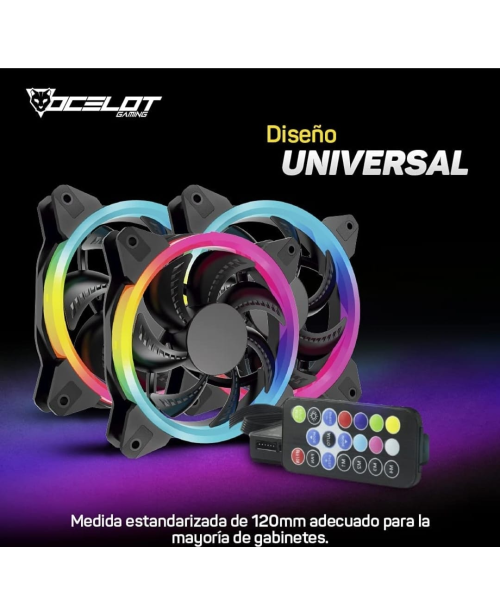 OCELOT
GAMING
Diseño
UNIVERSAL
Medida estandarizada de 120mm adecuado para la
mayoría de gabinetes.